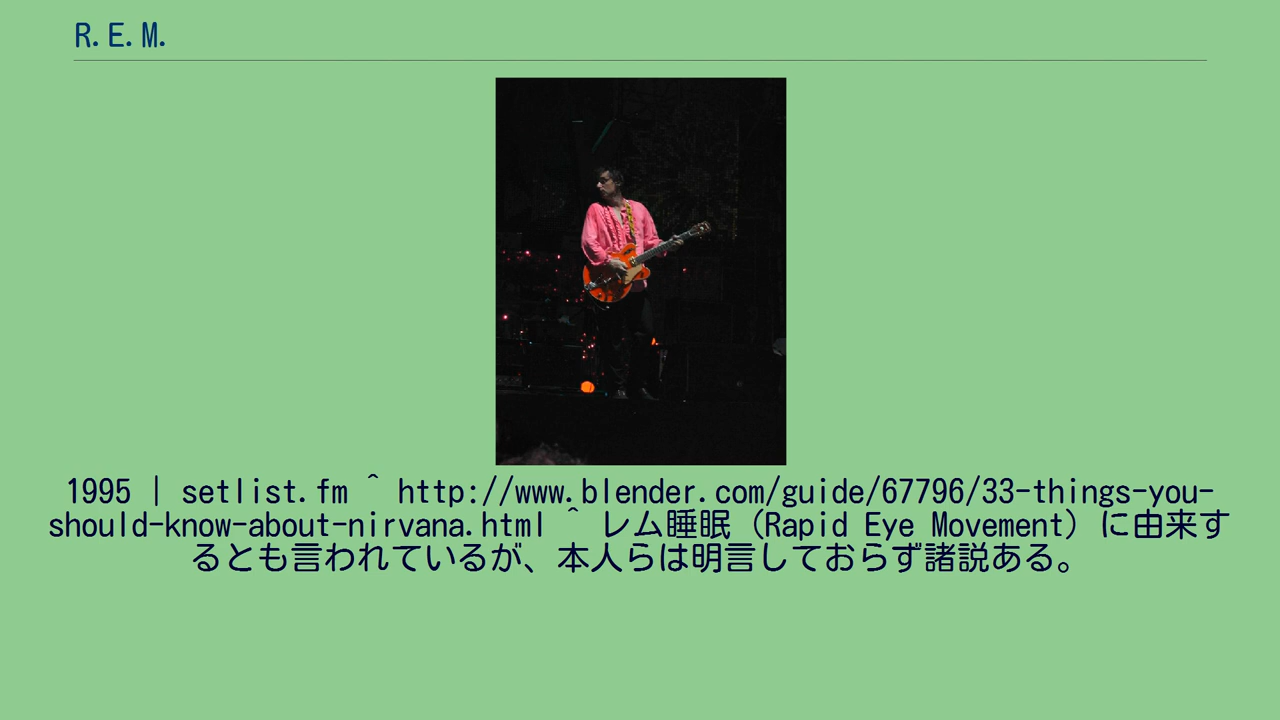 R.E.M.
1995 | setlist.fm ^ http://www.blender.com/guide/67796/33-things-you-
should-know-about-nirvana.html ^ レム睡眠（Rapid Eye Movement）に由来す
るとも言われているが、本人らは明言しておらず諸説ある。